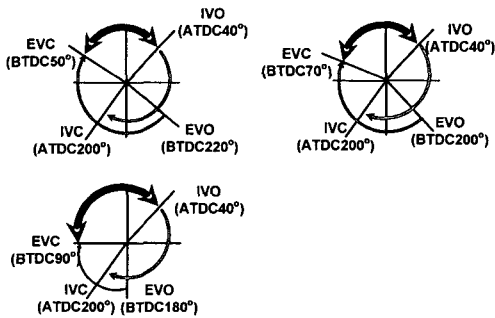 IVO
(ATDC40°)
EVC
(BTDC50°)
IVC
(ATDC200°)
EVO
(BTDC220°)
IVO
(ATDC40°)
EVC
(BTDC70°)
IVC
(ATDC200°)
EVO
(BTDC200°)
IVO
(ATDC40°)
EVC
(BTDC90°)
IVC EVO
(ATDC200°) (BTDC180°)